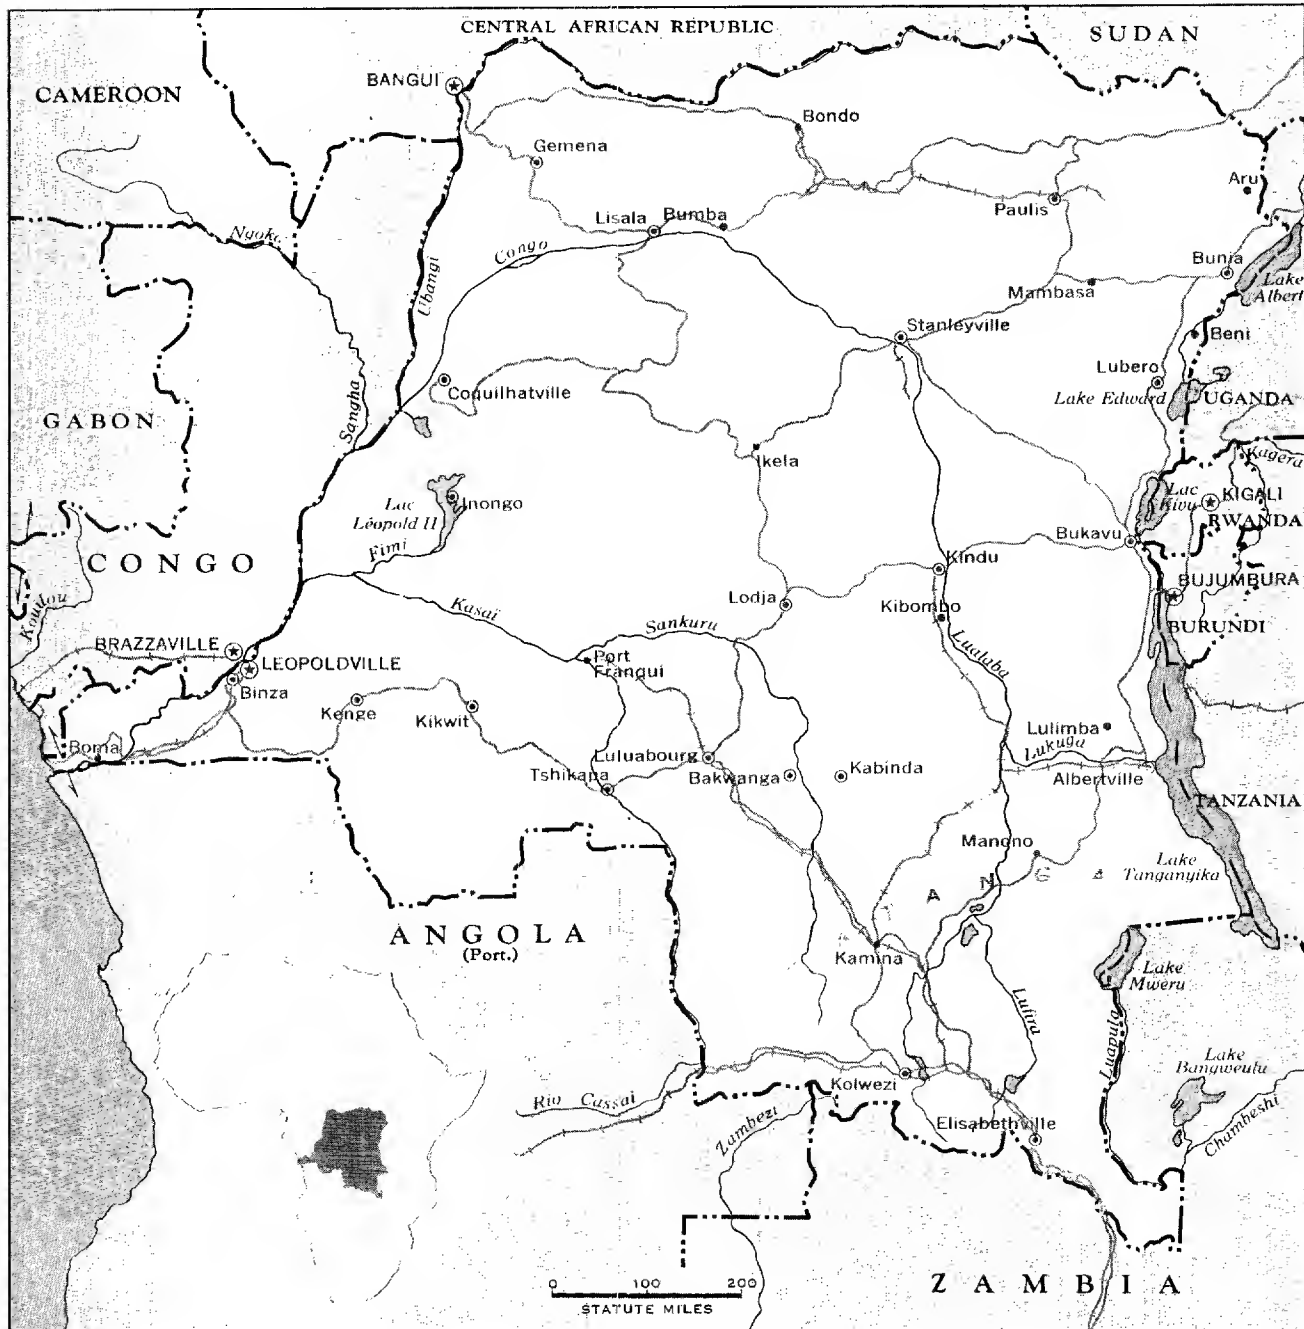 CENTRAL AFRICAN REPUBLIC
SUDAN
BANGUI
CAMEROON
Bondo
Gemena
Aru
Paulis
Lisala
Bumba
Ngoko
Congo
Ubangi
Bunia
Lake
Albert
Mambasa
Stanleyville
Beni
Lubero
Coquilhatville
Lake Edward
UGANDA
Sangha
GABON
Ikela
Kagera
Lac
Léopold II
Inongo
Lac
Kivu
KIGALI
RWANDA
Fimi
Bukavu
CONGO
Kindu
BUJUMBURA
Kouilou
Kasai
Lodja
Kibombo
Sankuru
BURUNDI
BRAZZAVILLE
LEOPOLDVILLE
Port
Franqui
Lualaba
Binza
Kenge
Kikwit
Lulimba
Boma
Lukuga
Luluabourg
Tshikapa
Bakwanga
Kabinda
Albertville
TANZANIA
Manono
Lake
Tanganyika
A N G A
ANGOLA
(Port.)
Kamina
Lake
Mweru
Lufira
Luapula
Lake
Bangweulu
Kolwezi
Rio Cassai
Zambezi
Elisabethville
Chambeshi
ZAMBIA
0 100 200
STATUTE MILES